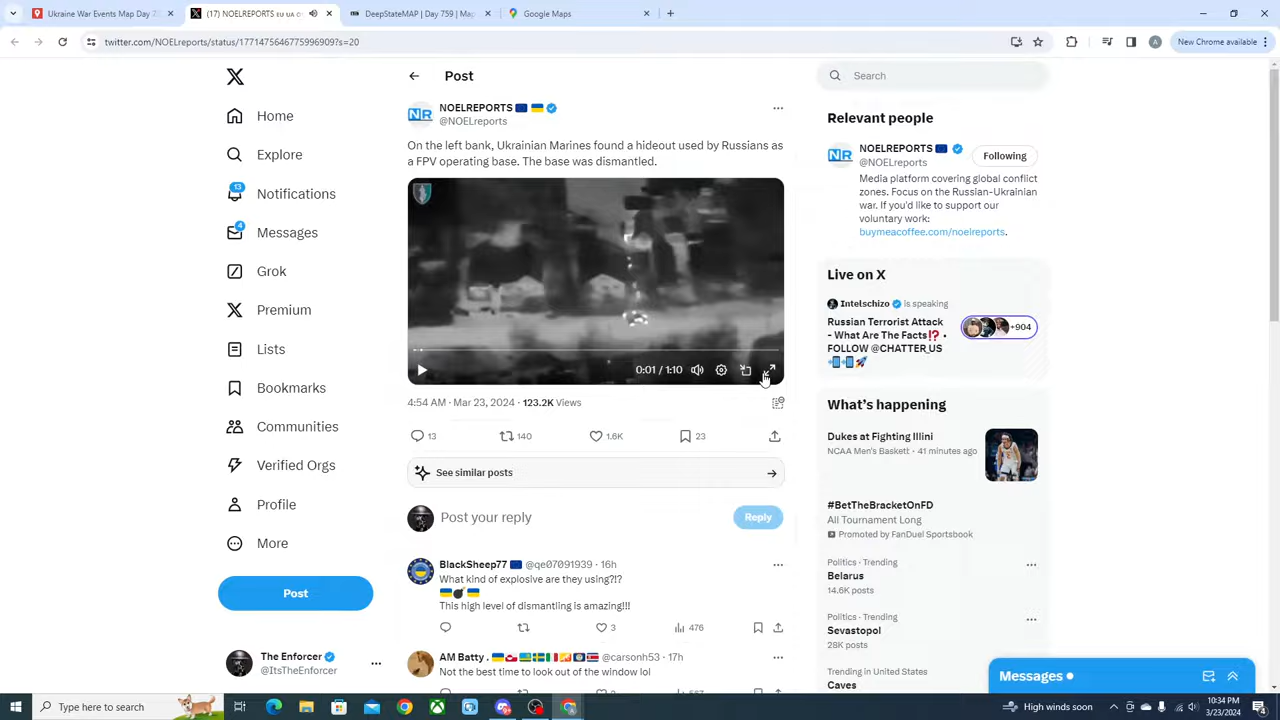 Ukraine War Events Map Day 75
(17) NOELREPORTS
DeepStateMAP | Day 759 | Map
Google Maps
twitter.com/NOELreports/status/1771475646775996909?s=20
A
New Chrome available
Home
Explore
13
Notifications
4
Messages
Grok
Premium
Lists
Bookmarks
Communities
Verified Orgs
Profile
More
Post
The Enforcer
@ItsTheEnforcer
Post
NR
NOELREPORTS
@NOELreports
On the left bank, Ukrainian Marines found a hideout used by Russians as
a FPV operating base. The base was dismantled.
0:01 / 1:10
4:54 AM · Mar 23, 2024 · 123.2K Views
13
140
1.6K
23
See similar posts
Post your reply
Reply
BlackSheep77 @qe07091939 · 16h
What kind of explosive are they using?!?
This high level of dismantling is amazing!!!
3
476
AM Batty . @carsonh53 · 17h
Not the best time to look out of the window lol
Search
Relevant people
NR
NOELREPORTS
@NOELreports
Following
Media platform covering global conflict
zones. Focus on the Russian-Ukrainian
war. If you'd like to support our
voluntary work:
buymeacoffee.com/noelreports.
Live on X
Intelschizo is speaking
Russian Terrorist Attack
- What Are The Facts⁉️ •
FOLLOW @CHATTER_US
+904
What's happening
Dukes at Fighting Illini
NCAA Men's Baskett · 41 minutes ago
#BetTheBracketOnFD
All Tournament Long
Promoted by FanDuel Sportsbook
Politics · Trending
Belarus
14.6K posts
Politics · Trending
Sevastopol
28K posts
Trending in United States
Caves
Messages
Type here to search
High winds soon
10:34 PM
3/23/2024